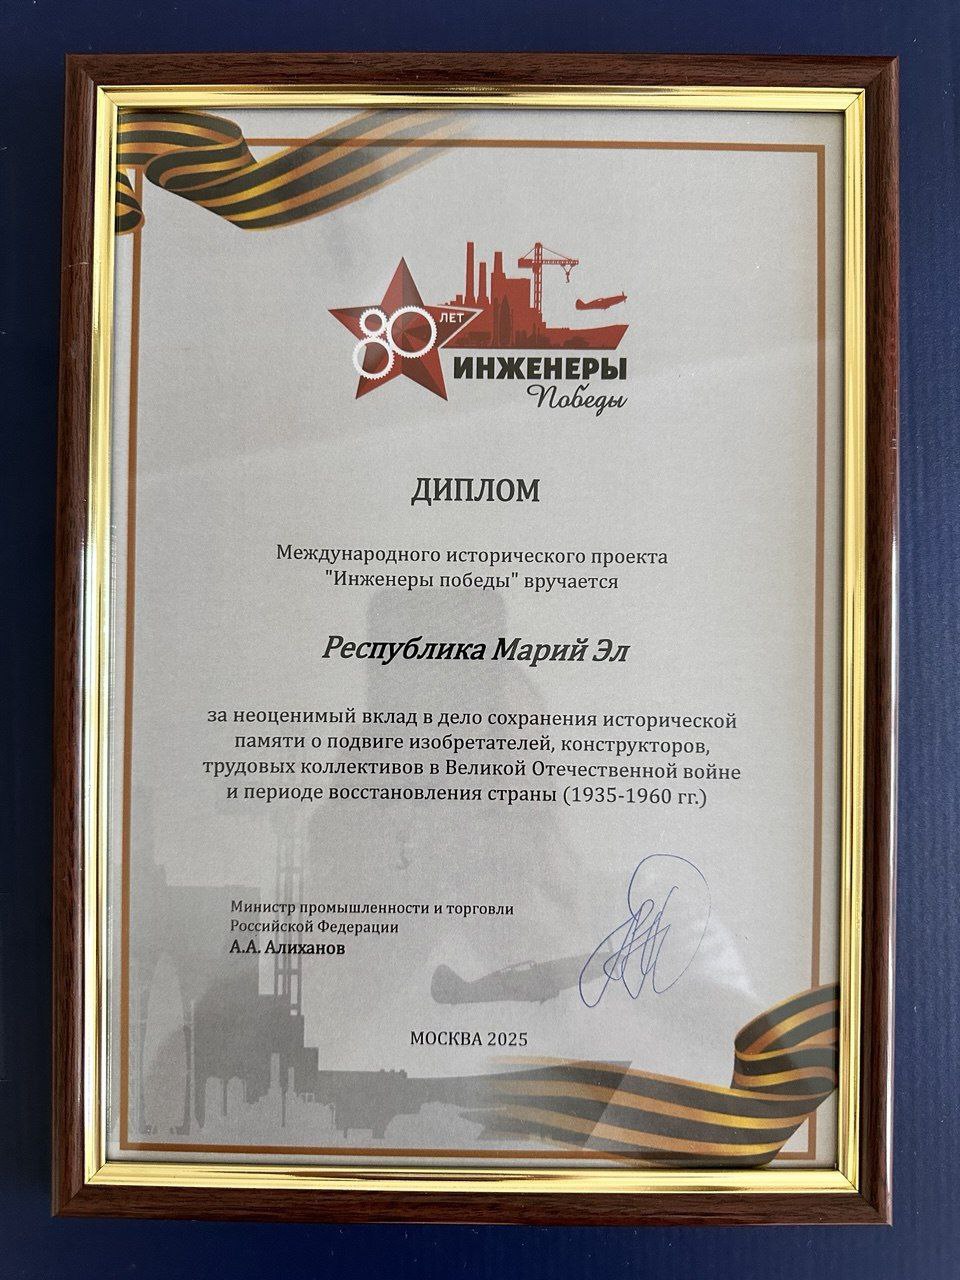 80 ЛЕТ
ИНЖЕНЕРЫ
Победы
ДИПЛОМ
Международного исторического проекта
"Инженеры победы" вручается
Республика Марий Эл
за неоценимый вклад в дело сохранения исторической
памяти о подвиге изобретателей, конструкторов,
трудовых коллективов в Великой Отечественной войне
и периоде восстановления страны (1935-1960 гг.)
Министр промышленности и торговли
Российской Федерации
А.А. Алиханов
МОСКВА 2025